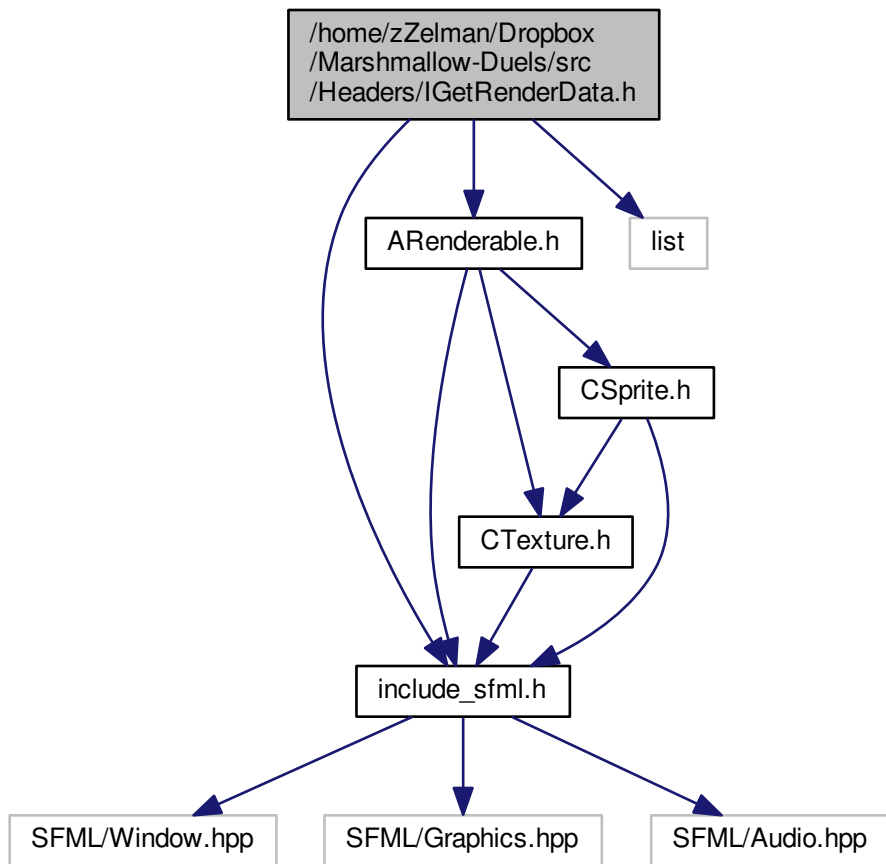 /home/zZelman/Dropbox
/Marshmallow-Duels/src
/Headers/IGetRenderData.h
ARenderable.h
list
CSprite.h
CTexture.h
include_sfml.h
SFML/Window.hpp
SFML/Graphics.hpp
SFML/Audio.hpp